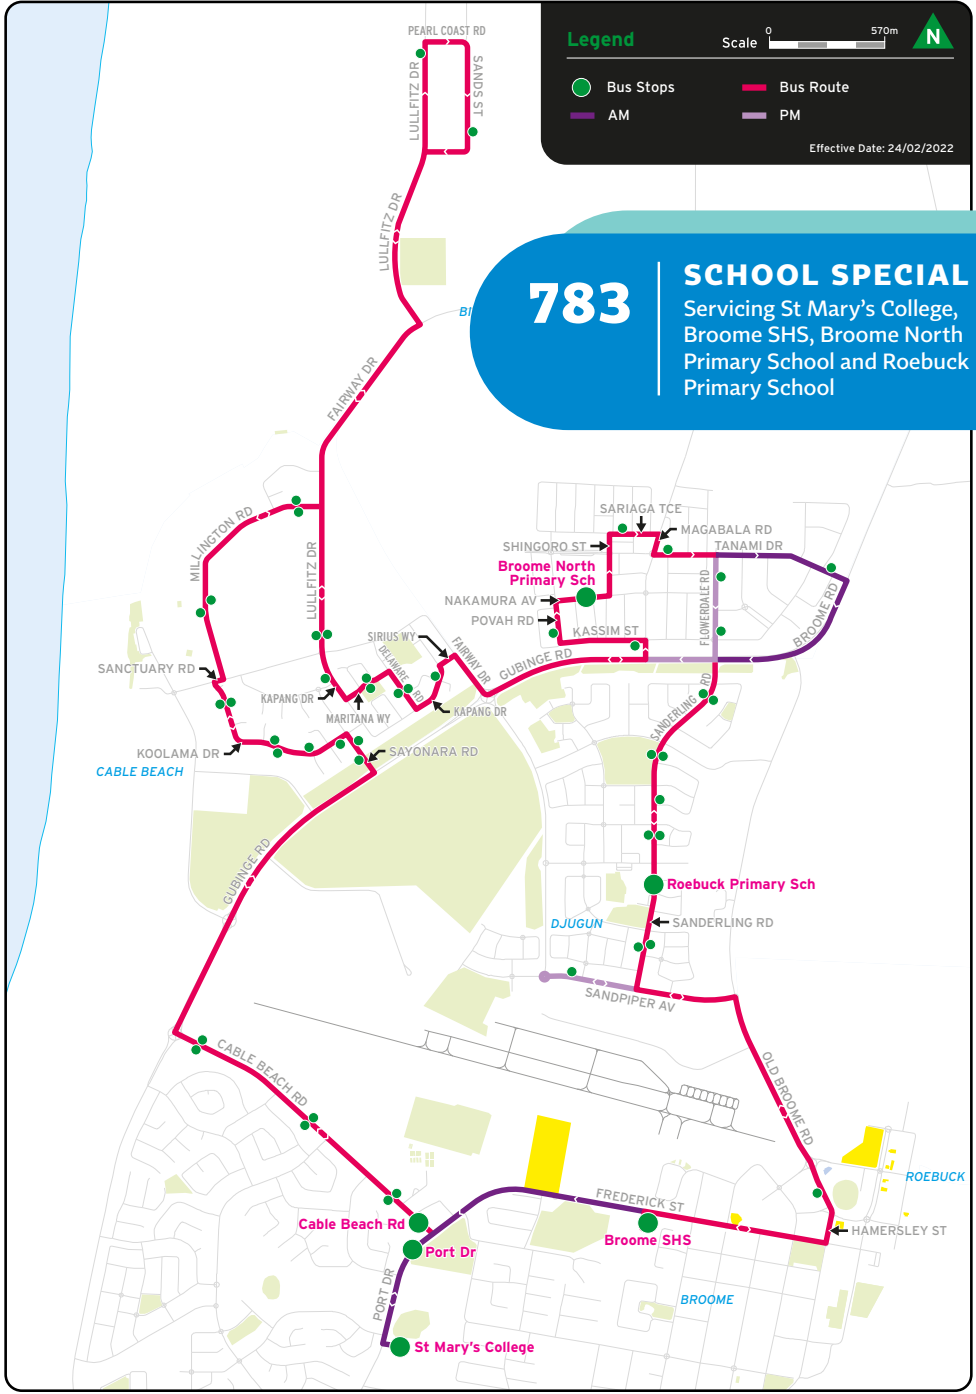 PEARL COAST RD
LULLFITZ DR
SANDS ST
Legend
Scale
0
570m
N
Bus Stops
Bus Route
AM
PM
Effective Date: 24/02/2022
LULLFITZ DR
783
SCHOOL SPECIAL
Servicing St Mary's College,
Broome SHS, Broome North
Primary School and Roebuck
Primary School
FAIRWAY DR
MILLINGTON RD
LULLFITZ DR
SARIAGA TCE
MAGABALA RD
SHINGORO ST
TANAMI DR
Broome North
Primary Sch
NAKAMURA AV
POVAH RD
KASSIM ST
FLOWERDALE RD
BROOME RD
GUBINGE RD
SIRIUS WY
FAIRWAY DR
DELAWARE RD
SANCTUARY RD
KAPANG DR
MARITANA WY
KAPANG DR
SANDERLING RD
KOOLAMA DR
SAYONARA RD
CABLE BEACH
GUBINGE RD
Roebuck Primary Sch
DJUGUN
SANDERLING RD
SANDPIPER AV
CABLE BEACH RD
OLD BROOME RD
ROEBUCK
FREDERICK ST
Cable Beach Rd
Broome SHS
HAMERSLEY ST
Port Dr
PORT DR
BROOME
St Mary's College